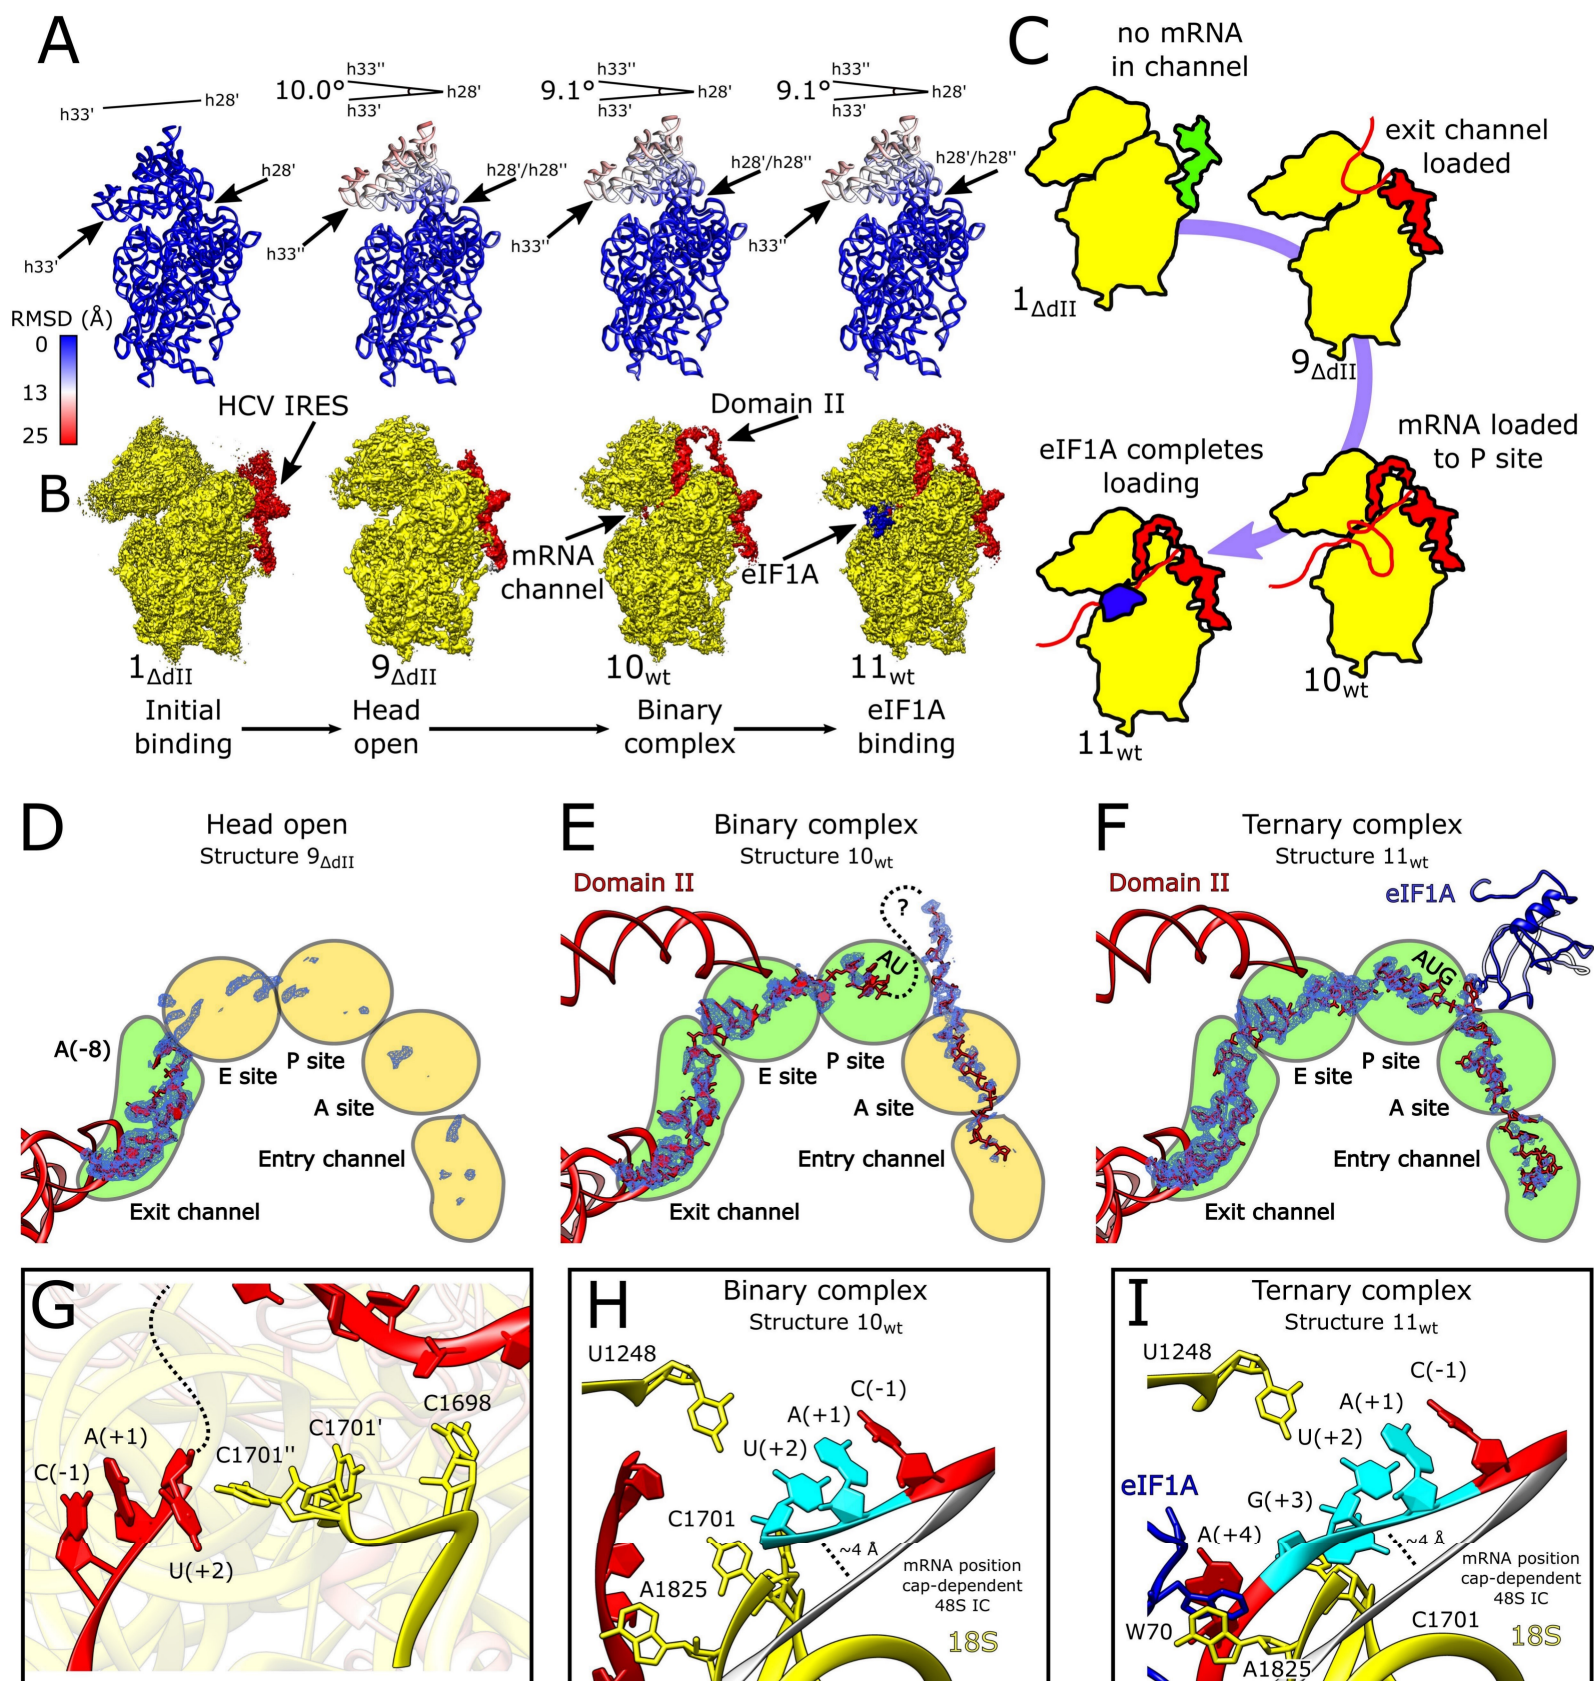 A
h33'
h28'
h33''
10.0°
h28'
h33'
h33''
9.1°
h28'
h33'
h33''
9.1°
h28'
h33'
h28'
h33'
h28'/h28''
h33''
h28'/h28''
h33''
h28'/h28''
h33''
RMSD (Å)
0
13
25
B
HCV IRES
Domain II
mRNA
channel
eIF1A
1ΔdII
9ΔdII
10wt
11wt
Initial
binding
Head
open
Binary
complex
eIF1A
binding
C
no mRNA
in channel
exit channel
loaded
1ΔdII
9ΔdII
mRNA loaded
to P site
eIF1A completes
loading
10wt
11wt
D
Head open
Structure 9ΔdII
A(-8)
E site
P site
A site
Entry channel
Exit channel
E
Binary complex
Structure 10wt
Domain II
?
AU
E site
P site
A site
Entry channel
Exit channel
F
Ternary complex
Structure 11wt
Domain II
eIF1A
AUG
E site
P site
A site
Entry channel
Exit channel
G
C1698
C1701'
C1701''
A(+1)
C(-1)
U(+2)
H
Binary complex
Structure 10wt
U1248
C(-1)
A(+1)
U(+2)
C1701
~4 Å
mRNA position
cap-dependent
48S IC
A1825
18S
I
Ternary complex
Structure 11wt
U1248
C(-1)
A(+1)
U(+2)
eIF1A
G(+3)
A(+4)
~4 Å
mRNA position
cap-dependent
48S IC
W70
C1701
18S
A1825